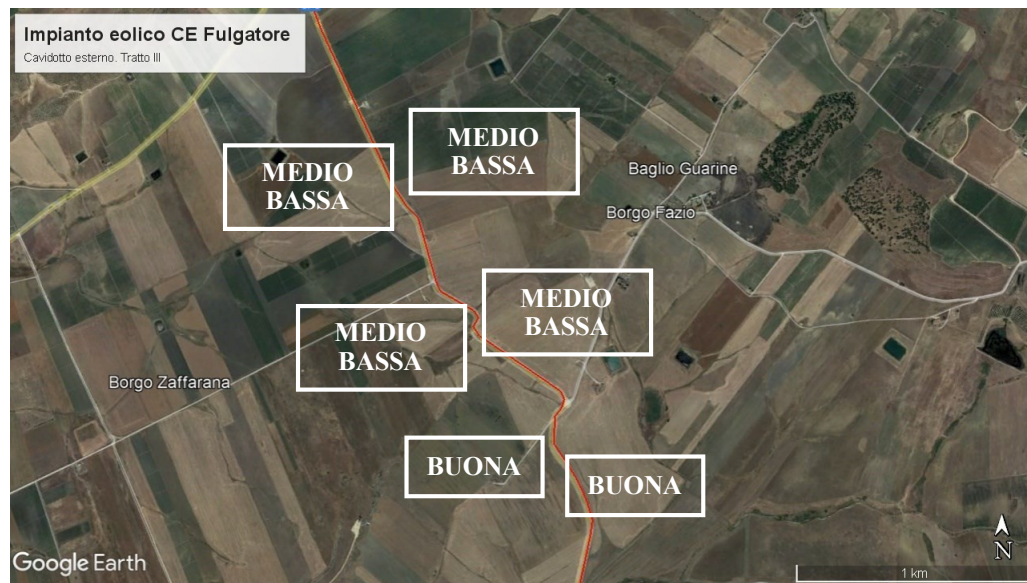 Impianto eolico CE Fulgatore
Cavidotto esterno. Tratto III
MEDIO
BASSA
MEDIO
BASSA
Baglio Guarine
Borgo Fazio
MEDIO
BASSA
MEDIO
BASSA
Borgo Zaffarana
BUONA
BUONA
N
Google Earth
1 km